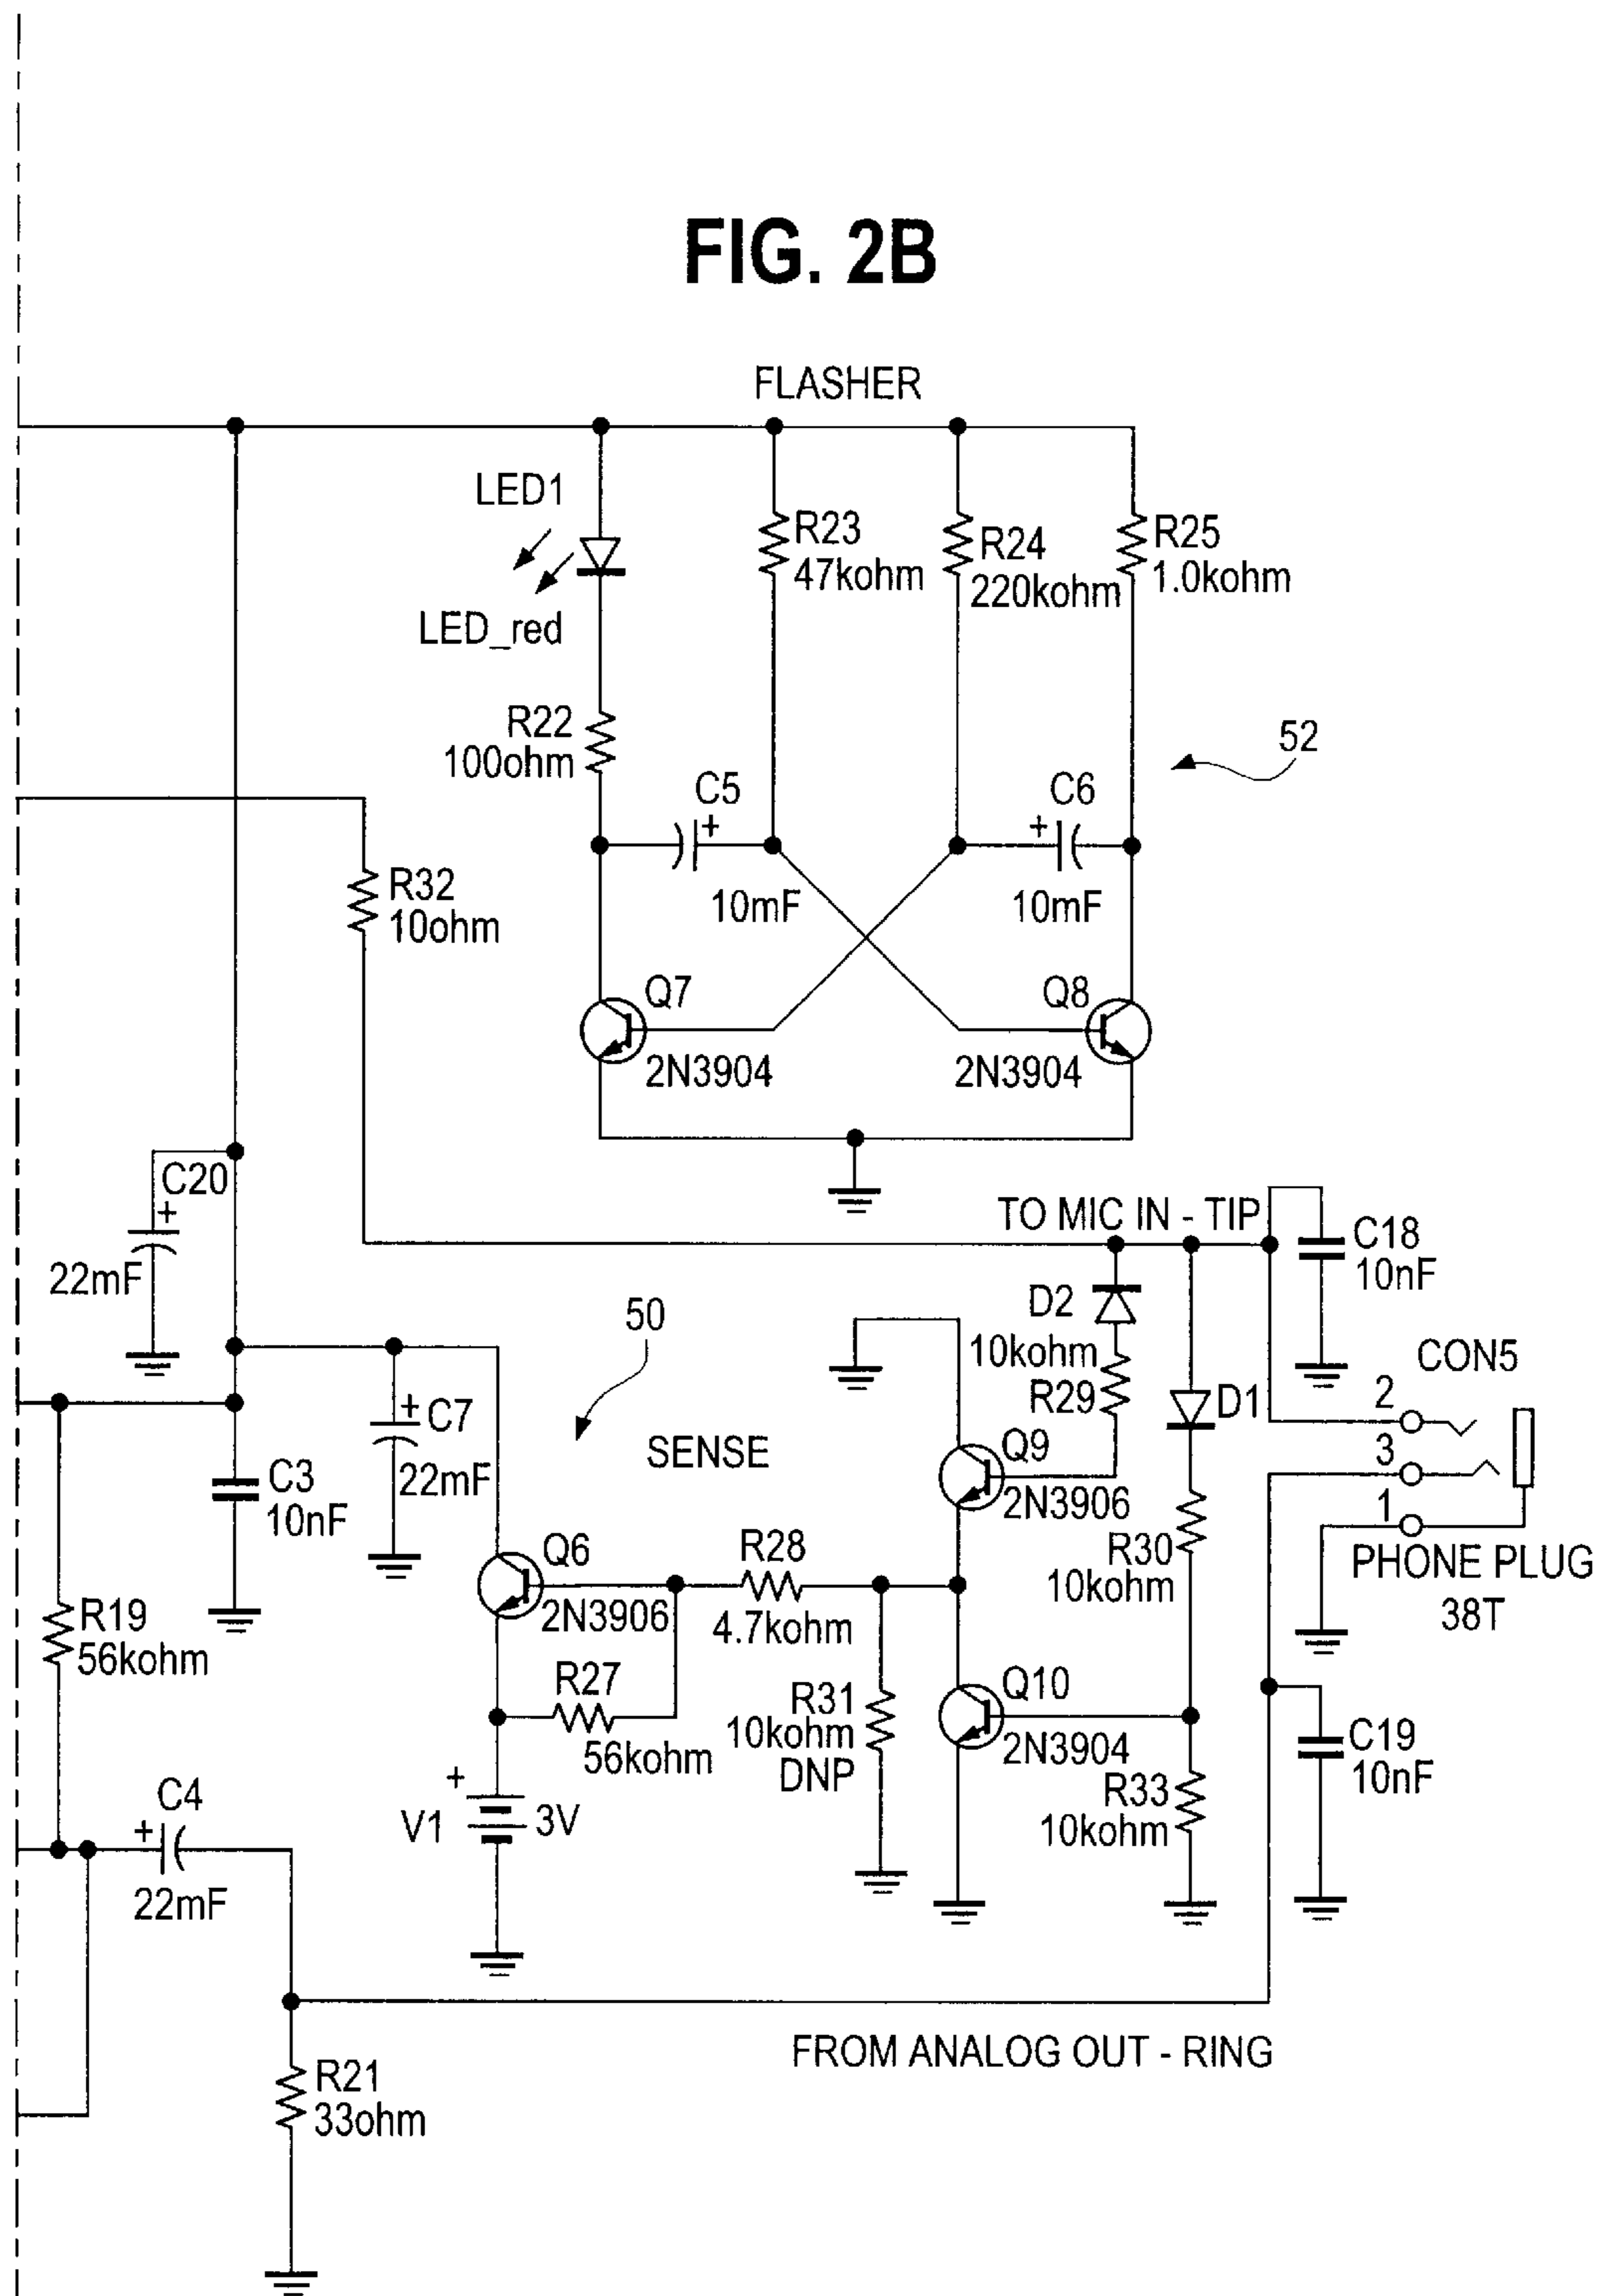 FIG. 2B
FLASHER
LED1
LED_red
R23
47kohm
R24
220kohm
R25
1.0kohm
R22
100ohm
52
C5
+
10mF
C6
+
10mF
R32
10ohm
Q7
2N3904
Q8
2N3904
C20
+
22mF
TO MIC IN - TIP
C18
10nF
50
D2
10kohm
R29
D1
CON5
2
3
1
PHONE PLUG
38T
+
C7
22mF
SENSE
Q9
2N3906
C3
10nF
Q6
2N3906
R28
4.7kohm
R30
10kohm
R19
56kohm
R27
56kohm
R31
10kohm
DNP
Q10
2N3904
C19
10nF
R33
10kohm
+
V1
3V
C4
+
22mF
FROM ANALOG OUT - RING
R21
33ohm